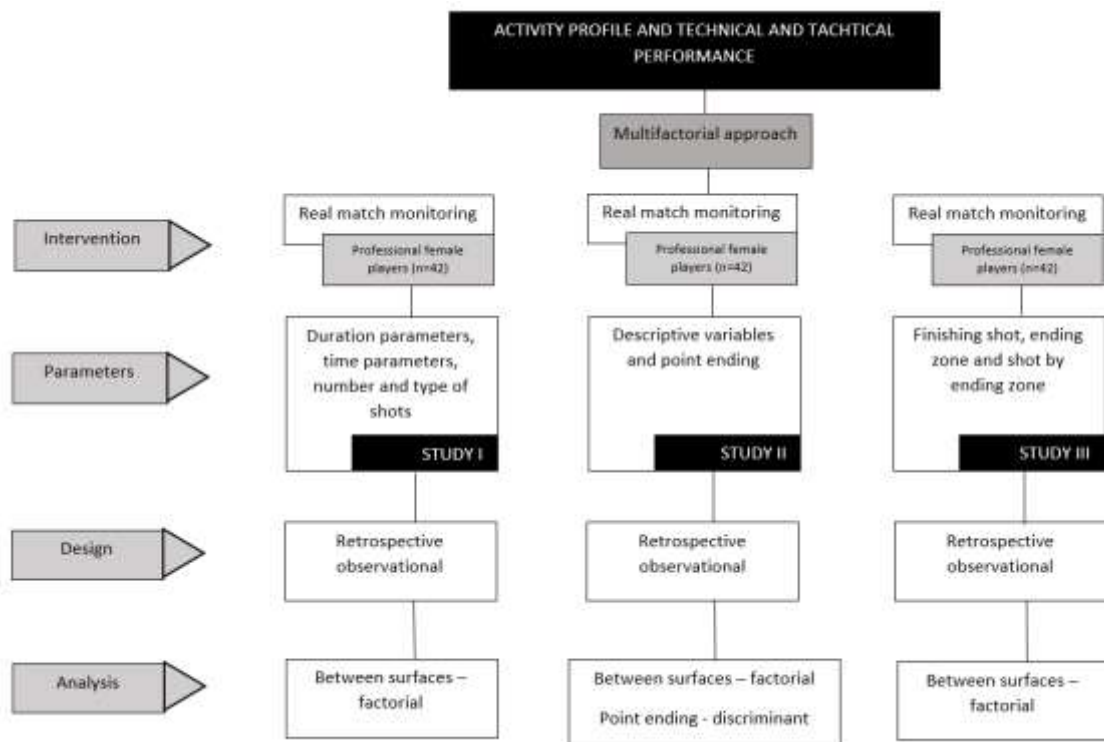 ACTIVITY PROFILE AND TECHNICAL AND TACHTICAL
PERFORMANCE
Multifactorial approach
Intervention
Real match monitoring
Professional female
players (n=42)
Real match monitoring
Professional female
players (n=42)
Real match monitoring
Professional female
players (n=42)
Parameters
Duration parameters,
time parameters,
number and type of
shots
STUDY I
Descriptive variables
and point ending
STUDY II
Finishing shot, ending
zone and shot by
ending zone
STUDY III
Design
Retrospective
observational
Retrospective
observational
Retrospective
observational
Analysis
Between surfaces –
factorial
Between surfaces – factorial
Point ending - discriminant
Between surfaces –
factorial